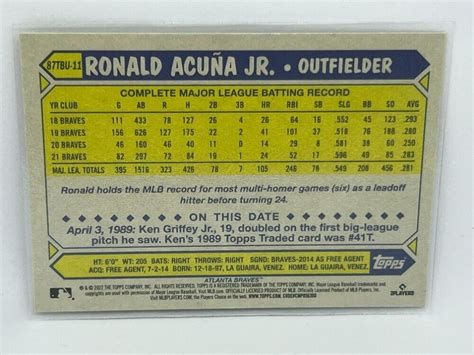 87TBU-11
RONALD ACUÑA JR. • OUTFIELDER
COMPLETE MAJOR LEAGUE BATTING RECORD
YR CLUB G AB R H 2B 3B HR RBI SB SLG BB SO AVG
18 BRAVES 111 433 78 127 26 4 26 64 16 .552 45 123 .293
19 BRAVES 156 626 127 175 22 2 41 101 37 .518 76 188 .280
20 BRAVES 46 160 46 40 11 0 14 29 8 .581 38 60 .250
21 BRAVES 82 297 72 84 19 1 24 52 17 .596 49 85 .283
MAJ. LEA. TOTALS 395 1516 323 426 78 7 105 246 78 .549 208 456 .281
Ronald holds the MLB record for most multi-homer games (six) as a leadoff
hitter before turning 24.
ON THIS DATE
April 3, 1989: Ken Griffey Jr., 19, doubled on the first big-league
pitch he saw. Ken's 1989 Topps Traded card was #41T.
HT: 6'0" WT: 205 BATS: RIGHT THROWS: RIGHT SGND: BRAVES-2014 AS FREE AGENT
ACQ: FREE AGENT, 7-2-14 BORN: 12-18-97, LA GUAIRA, VENEZ. HOME: LA GUAIRA, VENEZ.
Topps
ATLANTA BRAVES™